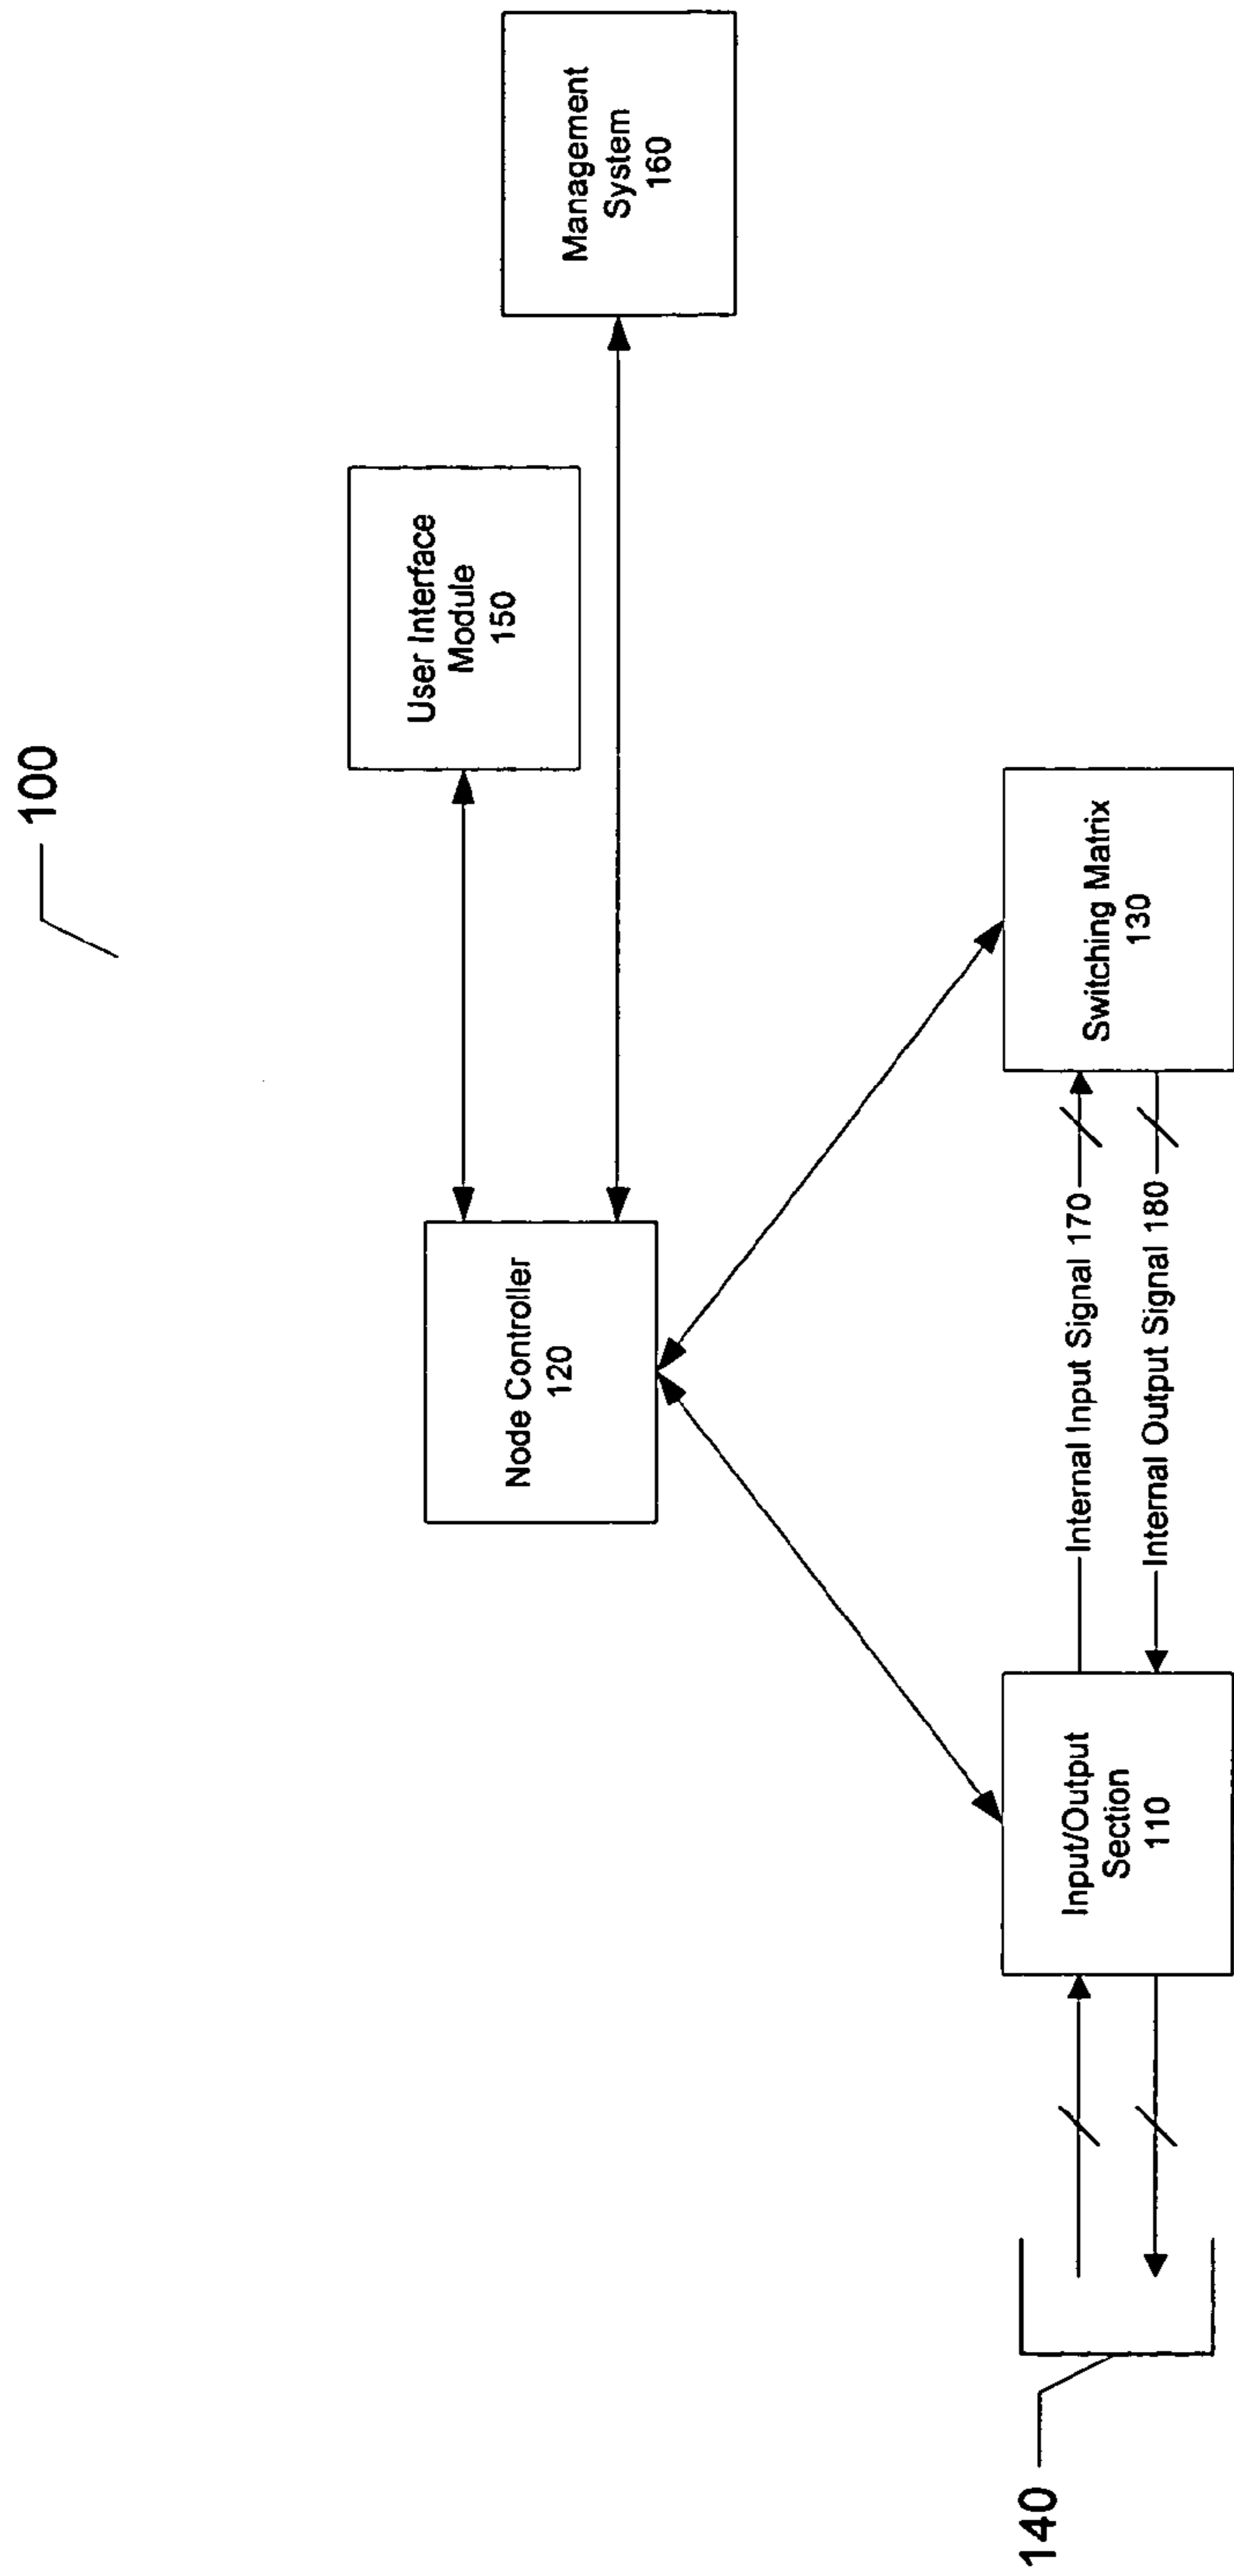 100
User Interface
Module
150
Management
System
160
Node Controller
120
Switching Matrix
130
Internal Input Signal 170
Internal Output Signal 180
Input/Output
Section
110
140